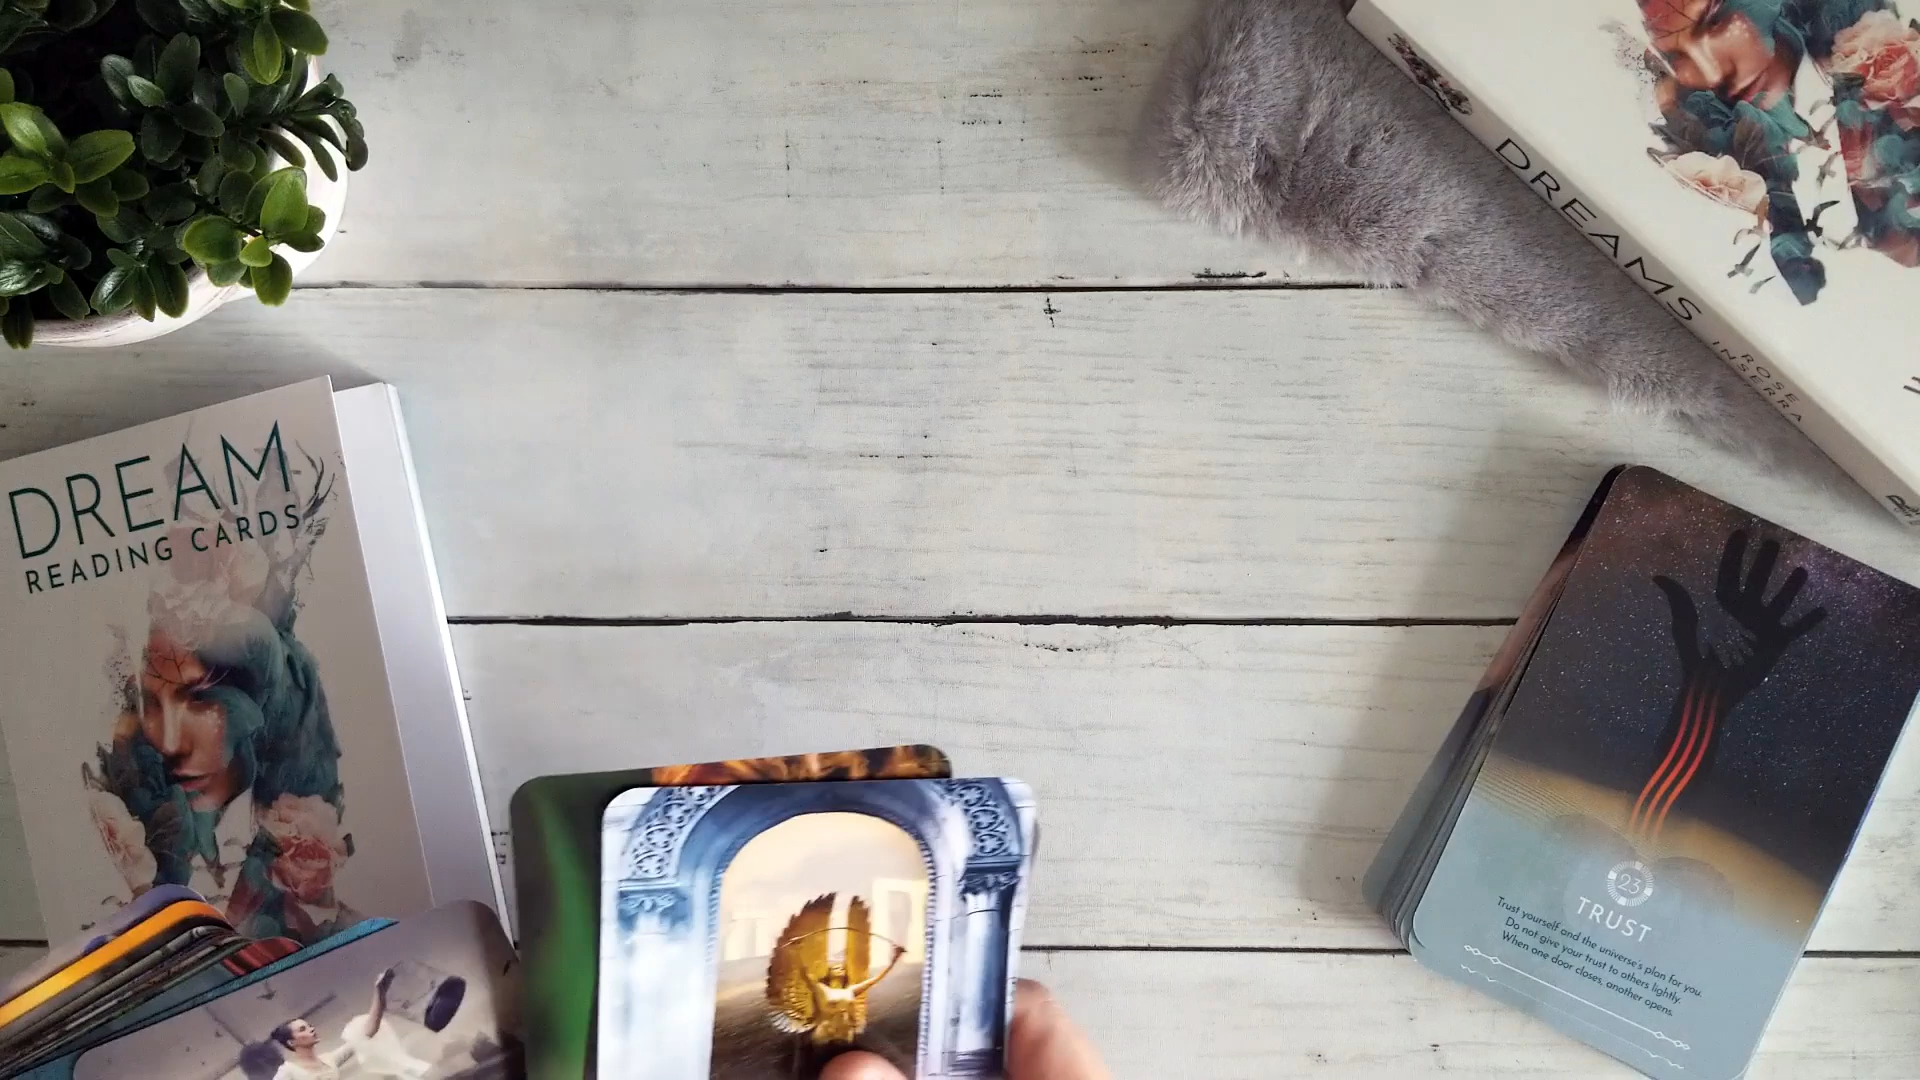 DREAMS
ROSE
INSERRA
DREAM
READING CARDS
23
TRUST
Trust yourself and the universe's plan for you.
Do not give your trust to others lightly.
When one door closes, another opens.